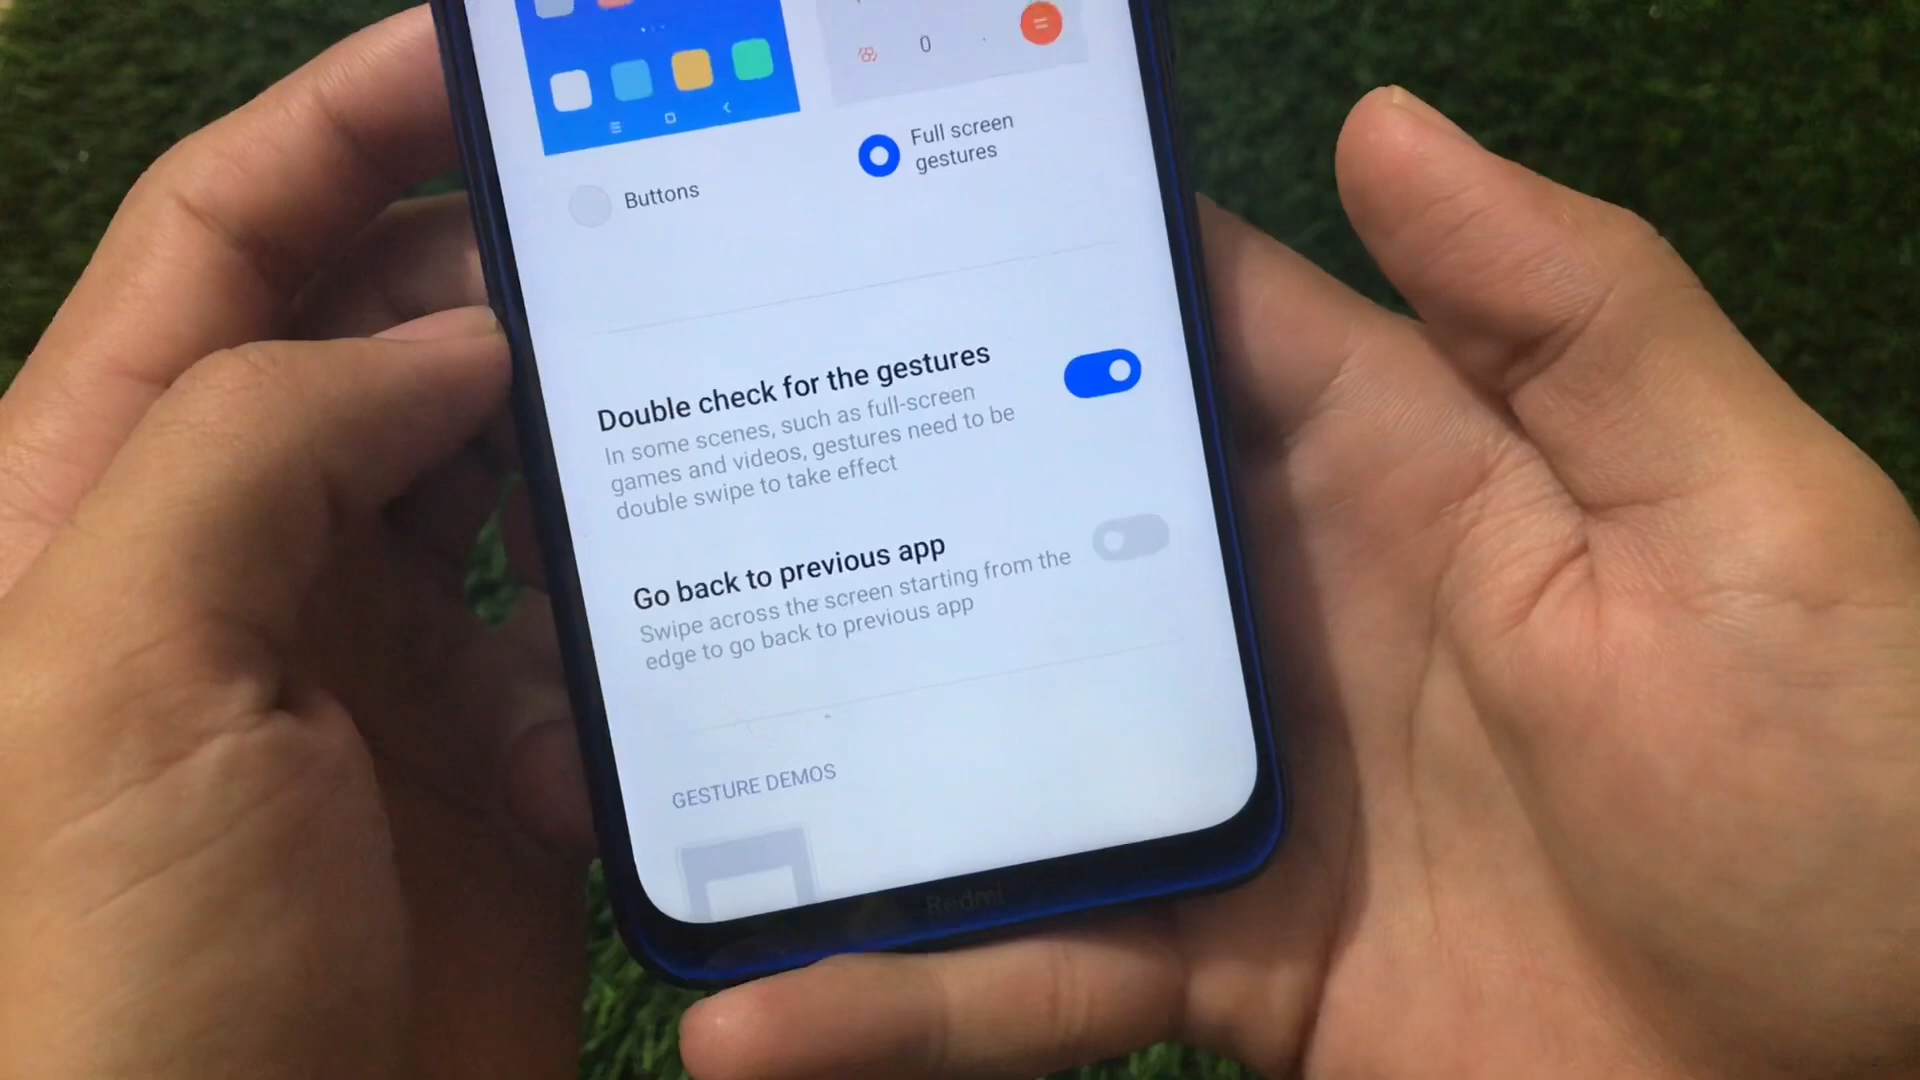 0
=
Full screen
gestures
Buttons
Double check for the gestures
In some scenes, such as full-screen
games and videos, gestures need to be
double swipe to take effect
Go back to previous app
Swipe across the screen starting from the
edge to go back to previous app
GESTURE DEMOS
Redmi